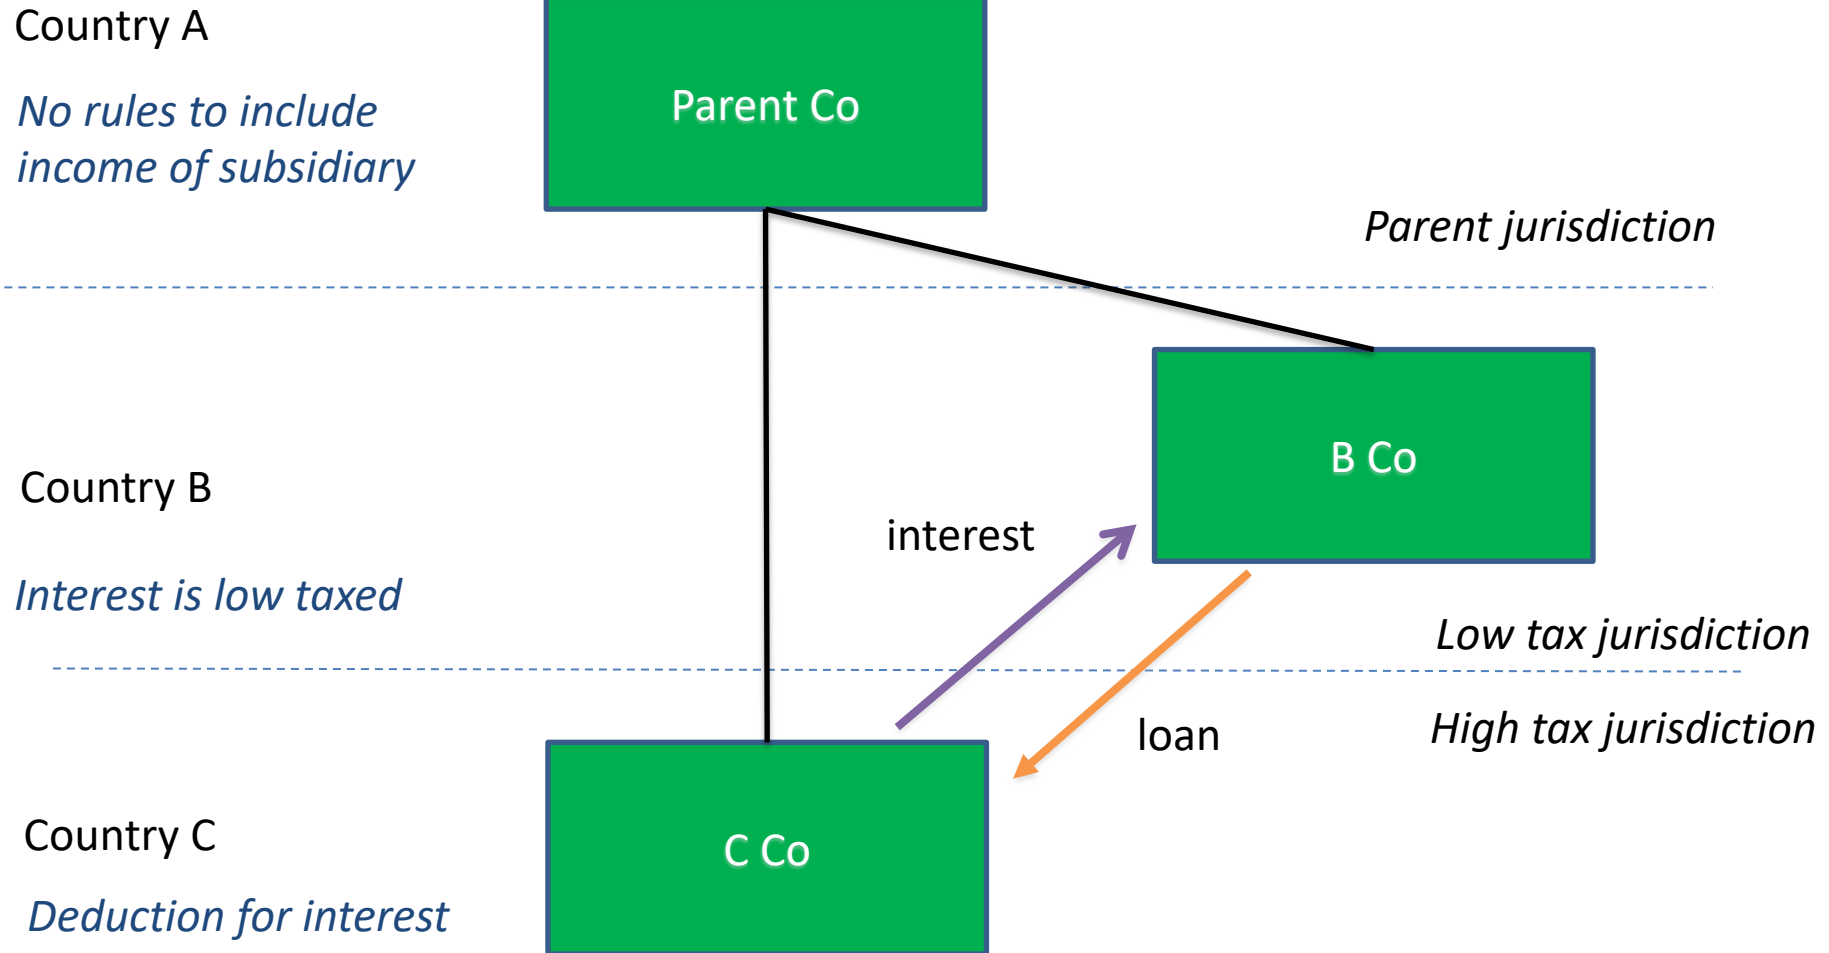 Country A
Parent Co
No rules to include
income of subsidiary
Parent jurisdiction
B Co
Country B
interest
Interest is low taxed
Low tax jurisdiction
loan
High tax jurisdiction
Country C
C Co
Deduction for interest